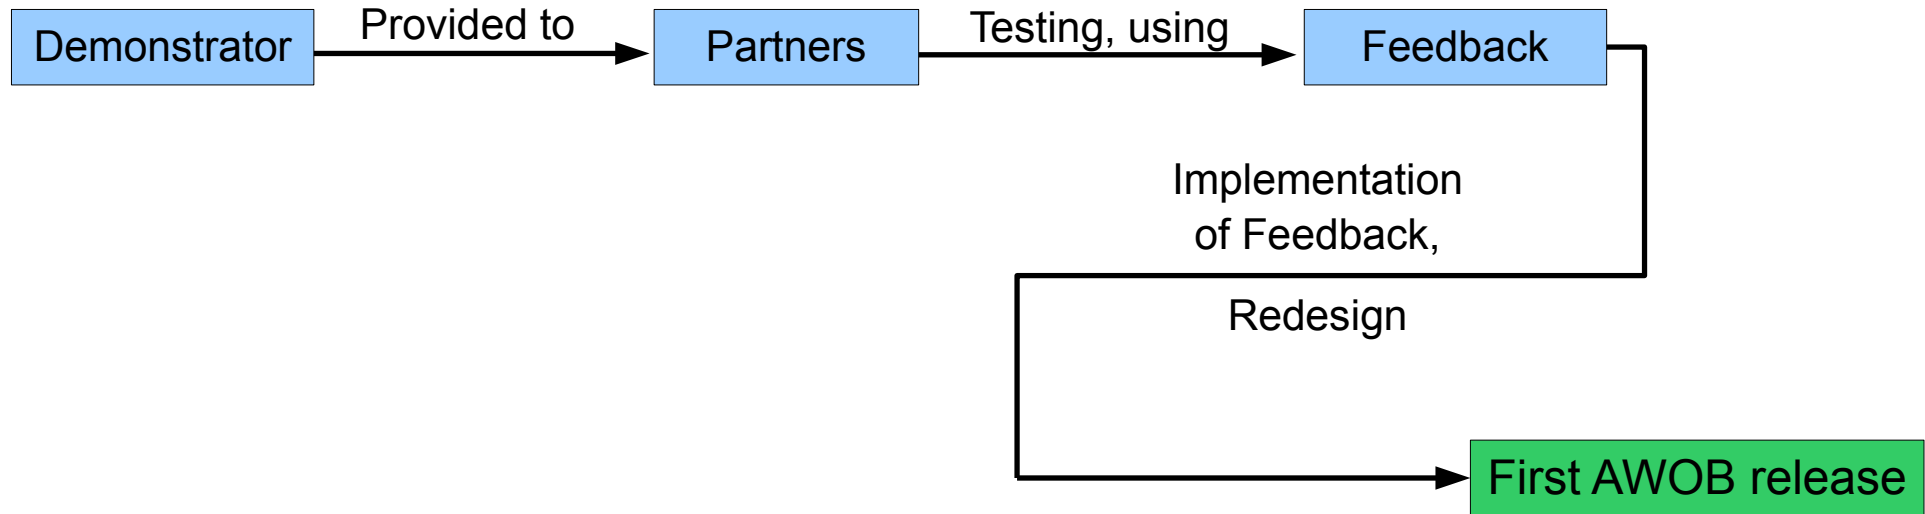 Demonstrator
Provided to
Partners
Testing, using
Feedback
Implementation
of Feedback,
Redesign
First AWOB release